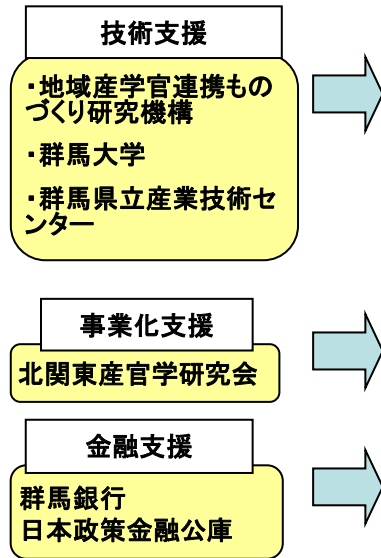 技術支援
・地域産学官連携もの
づくり研究機構
・群馬大学
・群馬県立産業技術セ
ンター
事業化支援
北関東産官学研究会
金融支援
群馬銀行
日本政策金融公庫